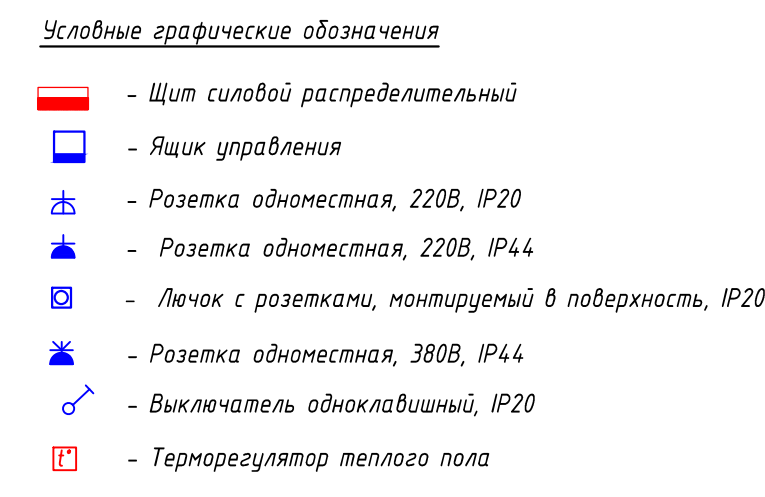 Условные графические обозначения
- Щит силовой распределительный
- Ящик управления
- Розетка одноместная, 220В, IP20
- Розетка одноместная, 220В, IP44
- Лючок с розетками, монтируемый в поверхность, IP20
- Розетка одноместная, 380В, IP44
- Выключатель одноклавишный, IP20
t° - Терморегулятор теплого пола